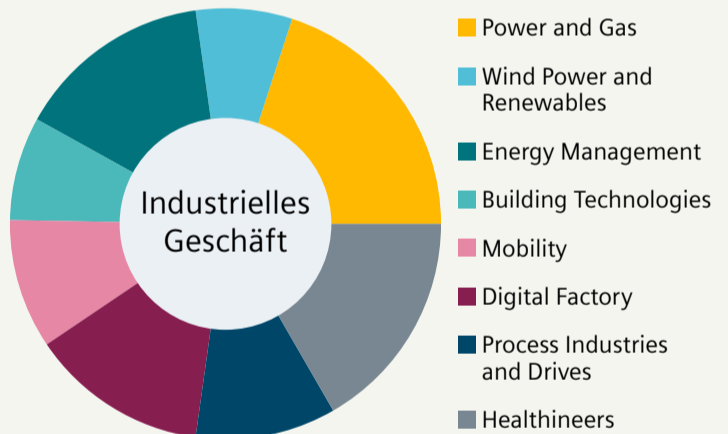 Industrielles
Geschäft
Power and Gas
Wind Power and
Renewables
Energy Management
Building Technologies
Mobility
Digital Factory
Process Industries
and Drives
Healthineers